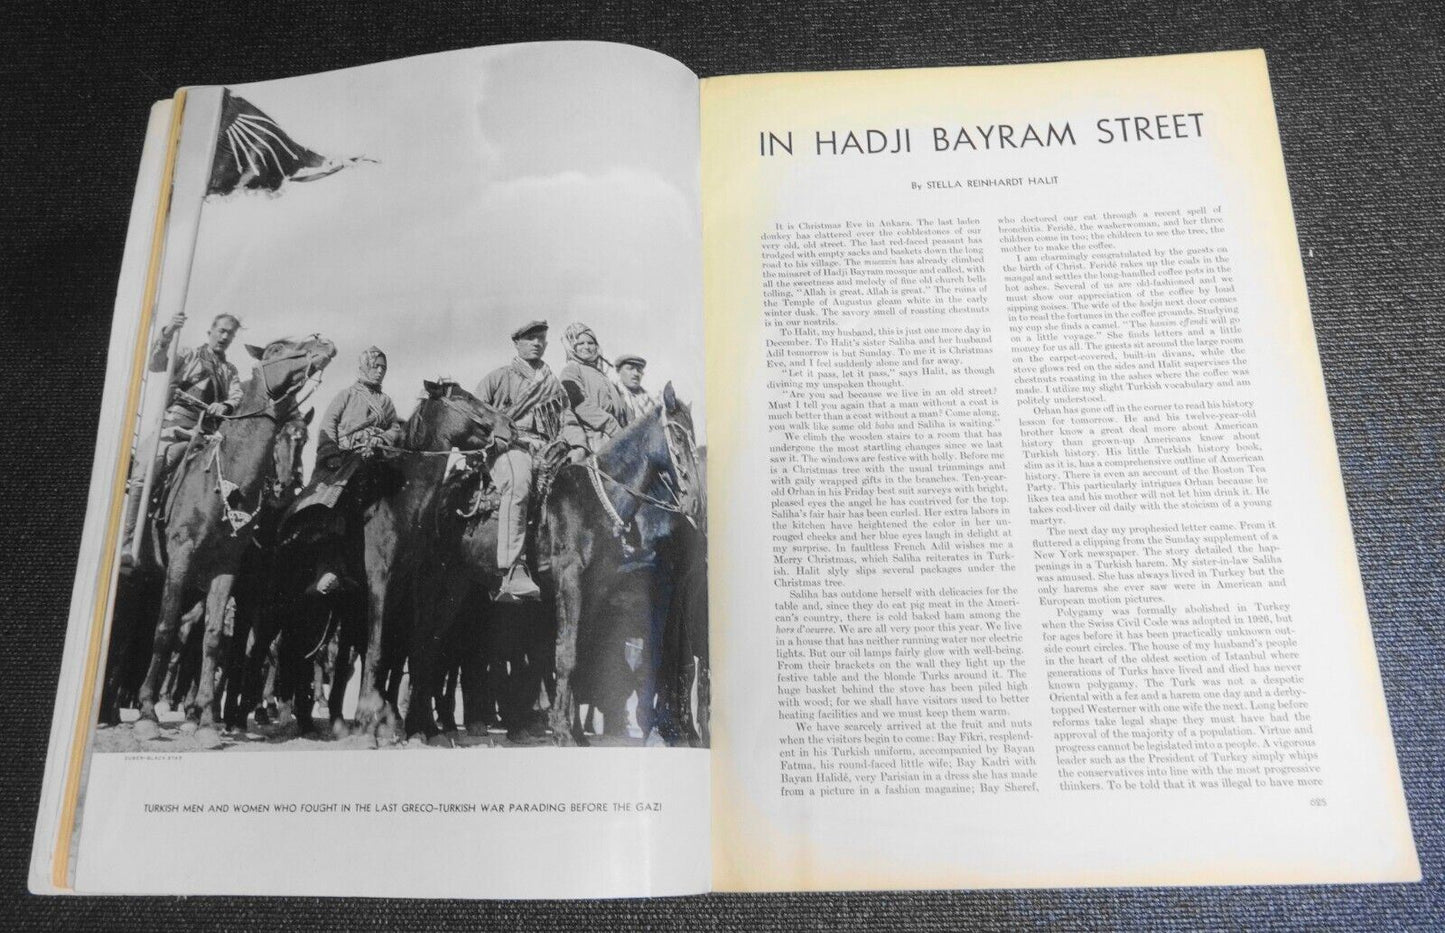 DUBER–BLACK STAR
TURKISH MEN AND WOMEN WHO FOUGHT IN THE LAST GRECO–TURKISH WAR PARADING BEFORE THE GAZI
IN HADJI BAYRAM STREET
By STELLA REINHARDT HALIT
It is Christmas Eve in Ankara. The last laden
donkey has clattered over the cobblestones of our
very old, old street. The last red-faced peasant has
trudged with empty sacks and baskets down the long
road to his village. The muezzin has already climbed
the minaret of Hadji Bayram mosque and called, with
all the sweetness and melody of fine old church bells
tolling, "Allah is great, Allah is great." The ruins of
the Temple of Augustus gleam white in the early
winter dusk. The savory smell of roasting chestnuts
is in our nostrils.
To Halit, my husband, this is just one more day in
December. To Halit's sister Saliha and her husband
Adil tomorrow is but Sunday. To me it is Christmas
Eve, and I feel suddenly alone and far away.
"Let it pass, let it pass," says Halit, as though
divining my unspoken thought.
"Are you sad because we live in an old street?
Must I tell you again that a man without a coat is
much better than a coat without a man? Come along,
you walk like some old baba and Saliha is waiting."
We climb the wooden stairs to a room that has
undergone the most startling changes since we last
saw it. The windows are festive with holly. Before me
is a Christmas tree with the usual trimmings and
with gaily wrapped gifts in the branches. Ten-year-
old Orhan in his Friday best suit surveys with bright,
pleased eyes the angel he has contrived for the top.
Saliha's fair hair has been curled. Her extra labors in
the kitchen have heightened the color in her un-
rouged cheeks and her blue eyes laugh in delight at
my surprise. In faultless French Adil wishes me a
Merry Christmas, which Saliha reiterates in Turk-
ish. Halit slyly slips several packages under the
Christmas tree.
Saliha has outdone herself with delicacies for the
table and, since they do eat pig meat in the Ameri-
can's country, there is cold baked ham among the
hors d'oeuvre. We are all very poor this year. We live
in a house that has neither running water nor electric
lights. But our oil lamps fairly glow with well-being.
From their brackets on the wall they light up the
festive table and the blonde Turks around it. The
huge basket behind the stove has been piled high
with wood; for we shall have visitors used to better
heating facilities and we must keep them warm.
We have scarcely arrived at the fruit and nuts
when the visitors begin to come: Bay Fikri, resplend-
ent in his Turkish uniform, accompanied by Bayan
Fatma, his round-faced little wife; Bay Kadri with
Bayan Halidé, very Parisian in a dress she has made
from a picture in a fashion magazine; Bay Sheref,
who doctored our cat through a recent spell of
bronchitis. Feridé, the washerwoman, and her three
children come in too; the children to see the tree, the
mother to make the coffee.
I am charmingly congratulated by the guests on
the birth of Christ. Feridé rakes up the coals in the
mangal and settles the long-handled coffee pots in the
hot ashes. Several of us are old-fashioned and we
must show our appreciation of the coffee by loud
sipping noises. The wife of the hodja next door comes
in to read the fortunes in the coffee grounds. Studying
my cup she finds a camel. "The hanim effendi will go
on a little voyage." She finds letters and a little
money for us all. The guests sit around the large room
on the carpet-covered, built-in divans, while the
stove glows red on the sides and Halit supervises the
chestnuts roasting in the ashes where the coffee was
made. I utilize my slight Turkish vocabulary and am
politely understood.
Orhan has gone off in the corner to read his history
lesson for tomorrow. He and his twelve-year-old
brother know a great deal more about American
history than grown-up Americans know about
Turkish history. His little Turkish history book,
slim as it is, has a comprehensive outline of American
history. There is even an account of the Boston Tea
Party. This particularly intrigues Orhan because he
likes tea and his mother will not let him drink it. He
takes cod-liver oil daily with the stoicism of a young
martyr.
The next day my prophesied letter came. From it
fluttered a clipping from the Sunday supplement of a
New York newspaper. The story detailed the hap-
penings in a Turkish harem. My sister-in-law Saliha
was amused. She has always lived in Turkey but the
only harems she ever saw were in American and
European motion pictures.
Polygamy was formally abolished in Turkey
when the Swiss Civil Code was adopted in 1926, but
for ages before it has been practically unknown out-
side court circles. The house of my husband's people
in the heart of the oldest section of Istanbul where
generations of Turks have lived and died has never
known polygamy. The Turk was not a despotic
Oriental with a fez and a harem one day and a derby-
topped Westerner with one wife the next. Long before
reforms take legal shape they must have had the
approval of the majority of a population. Virtue and
progress cannot be legislated into a people. A vigorous
leader such as the President of Turkey simply whips
the conservatives into line with the most progressive
thinkers. To be told that it was illegal to have more
625